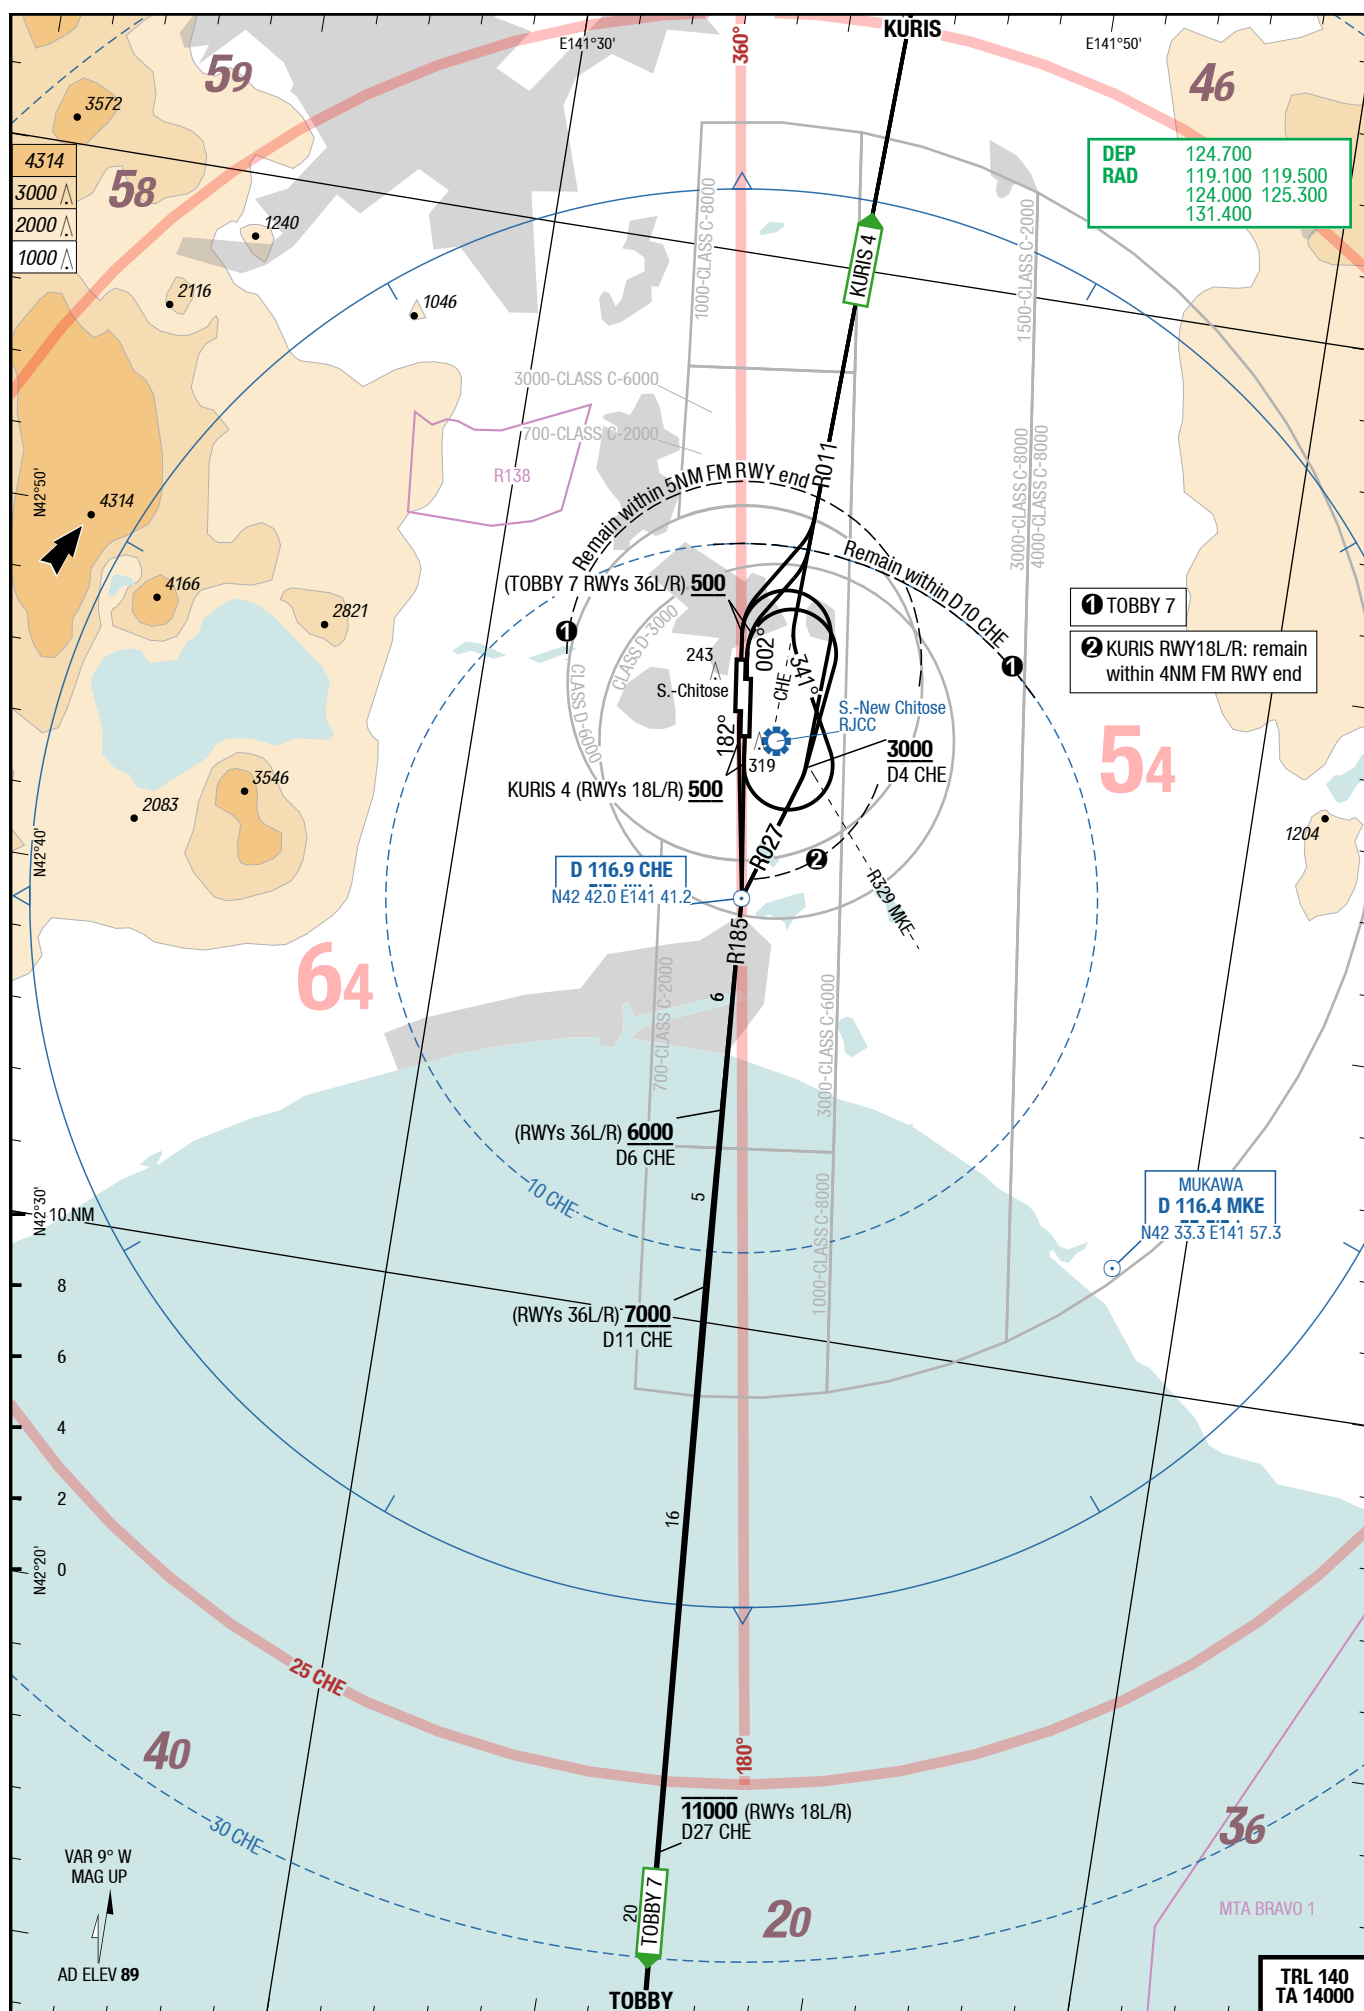 KURIS
E141°30'
E141°50'
360°
59
46
3572
4314
3000
2000
1000
58
DEP 124.700
RAD 119.100 119.500
124.000 125.300
131.400
1240
2116
1046
KURIS 4
1000-CLASS C-8000
1500-CLASS C-2000
3000-CLASS C-6000
700-CLASS C-2000
R138
R011
N42°50'
Remain within 5NM FM RWY end
3000-CLASS C-8000
4000-CLASS C-8000
4314
Remain within D10 CHE
4166
2821
(TOBBY 7 RWYs 36L/R) 500
1 TOBBY 7
2 KURIS RWY18L/R: remain
within 4NM FM RWY end
1
1
CLASS D-3000
CLASS D-6000
002°
341°
CHE
243
S.-Chitose
S.-New Chitose
RJCC
182°
319
3000
D4 CHE
54
3546
2083
KURIS 4 (RWYs 18L/R) 500
1204
N42°40'
R027
2
R329 MKE
D 116.9 CHE
N42 42.0 E141 41.2
R185
64
6
700-CLASS C-2000
3000-CLASS C-6000
(RWYs 36L/R) 6000
D6 CHE
10 CHE
5
MUKAWA
D 116.4 MKE
N42 33.3 E141 57.3
N42°30'
10 NM
1000-CLASS C-8000
8
(RWYs 36L/R) 7000
D11 CHE
6
4
2
16
N42°20'
0
25 CHE
180°
40
11000 (RWYs 18L/R)
D27 CHE
30 CHE
36
VAR 9° W
MAG UP
TOBBY 7
20
20
MTA BRAVO 1
AD ELEV 89
TOBBY
TRL 140
TA 14000